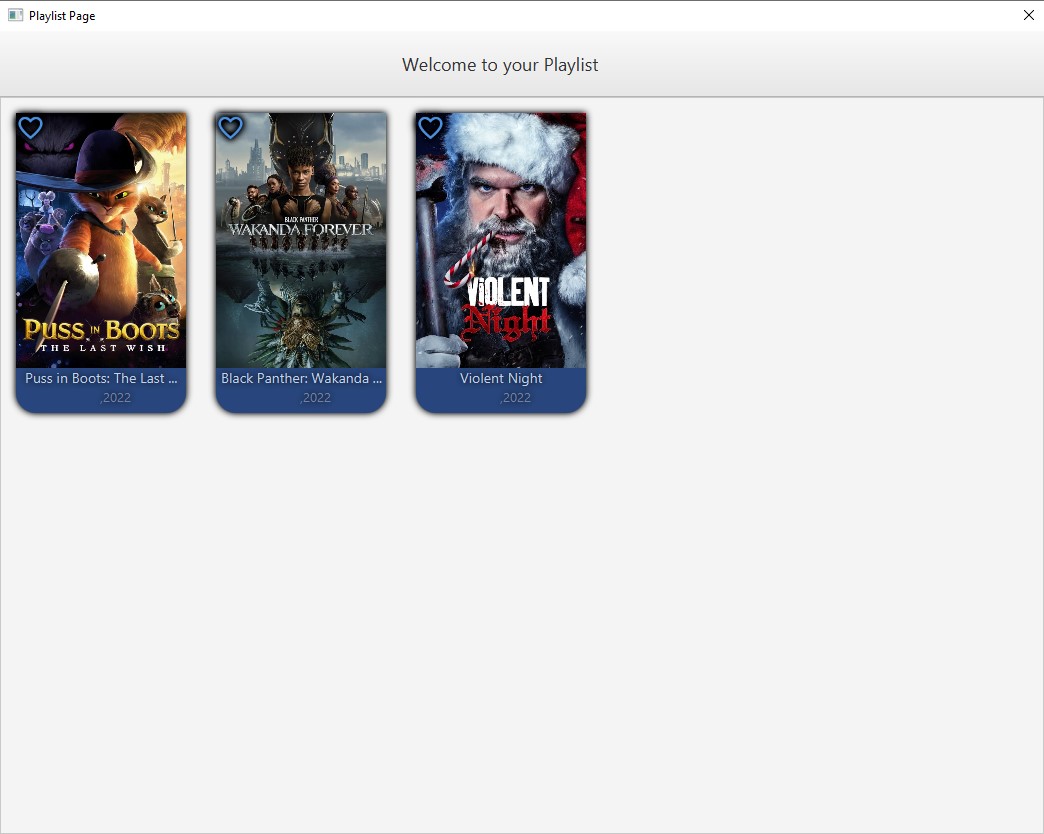 Playlist Page
Welcome to your Playlist
PUSS IN BOOTS
THE LAST WISH
Puss in Boots: The Last ...
,2022
BLACK PANTHER
WAKANDA FOREVER
Black Panther: Wakanda ...
,2022
VIOLENT
Night
Violent Night
,2022